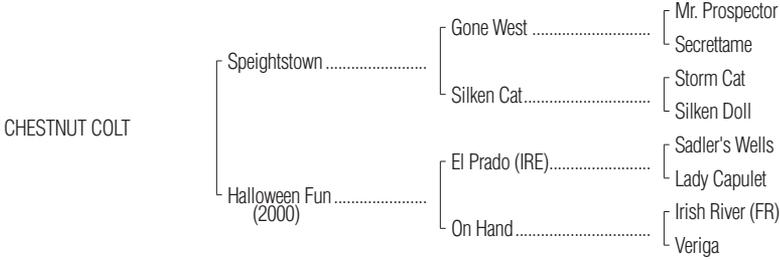 Mr. Prospector
Gone West ..............................
Secrettame
Speightstown .........................
Storm Cat
Silken Cat...............................
Silken Doll
CHESTNUT COLT
Sadler's Wells
El Prado (IRE).........................
Lady Capulet
Halloween Fun .......................
(2000)
Irish River (FR)
On Hand..................................
Veriga